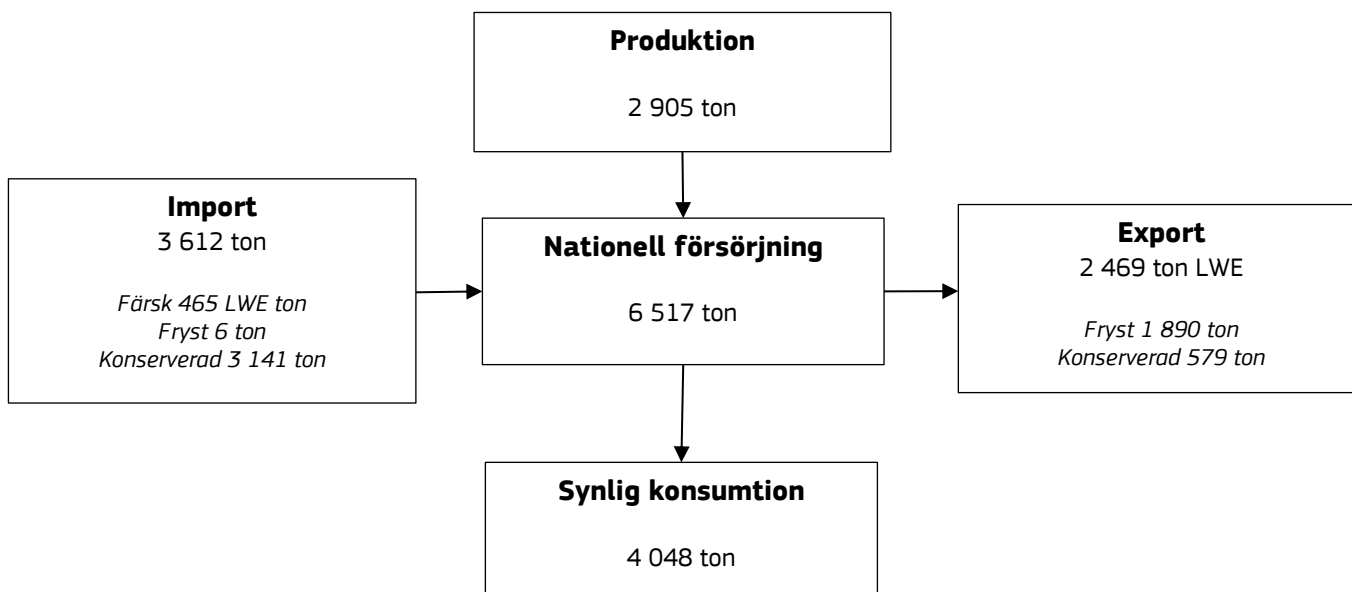 Produktion
2 905 ton
Import
3 612 ton
Färsk 465 LWE ton
Fryst 6 ton
Konserverad 3 141 ton
Nationell försörjning
6 517 ton
Export
2 469 ton LWE
Fryst 1 890 ton
Konserverad 579 ton
Synlig konsumtion
4 048 ton